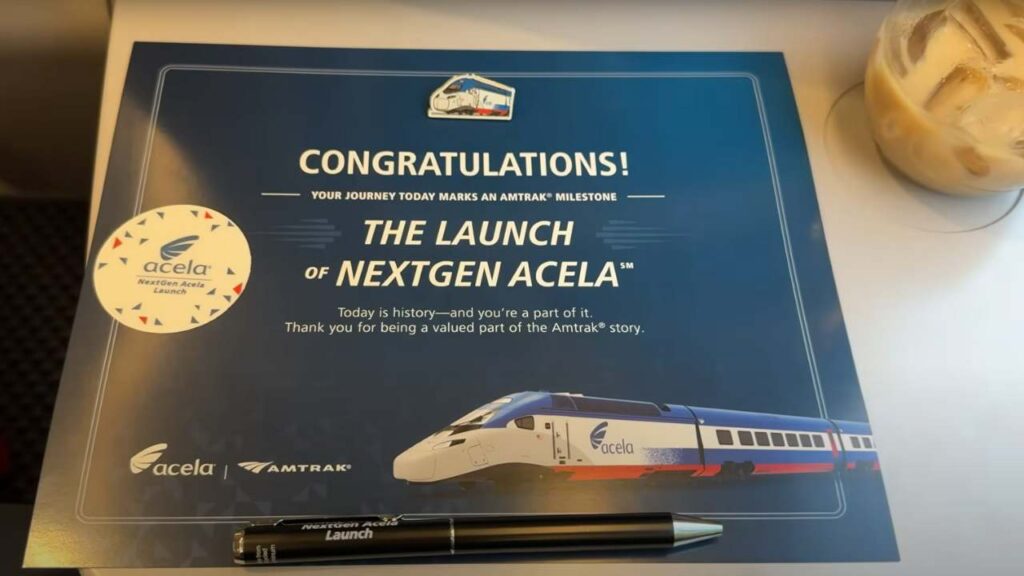 CONGRATULATIONS!
YOUR JOURNEY TODAY MARKS AN AMTRAK® MILESTONE
THE LAUNCH
OF NEXTGEN ACELA℠
Today is history—and you're a part of it.
Thank you for being a valued part of the Amtrak® story.
acela®
NextGen Acela
Launch
acela
acela® | AMTRAK®
NextGen Acela
Launch